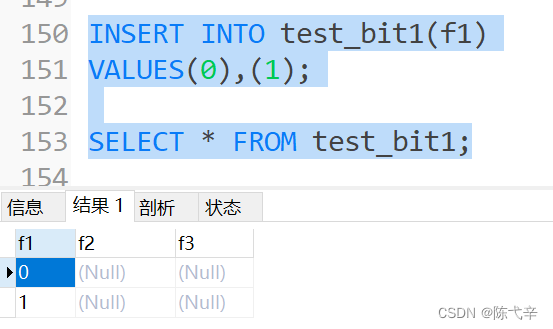 149
150 INSERT INTO test_bit1(f1)
151 VALUES(0),(1);
152
153 SELECT * FROM test_bit1;
154
信息 结果 1 剖析 状态
f1 f2 f3
0 (Null) (Null)
1 (Null) (Null)
CSDN @陈弋辛